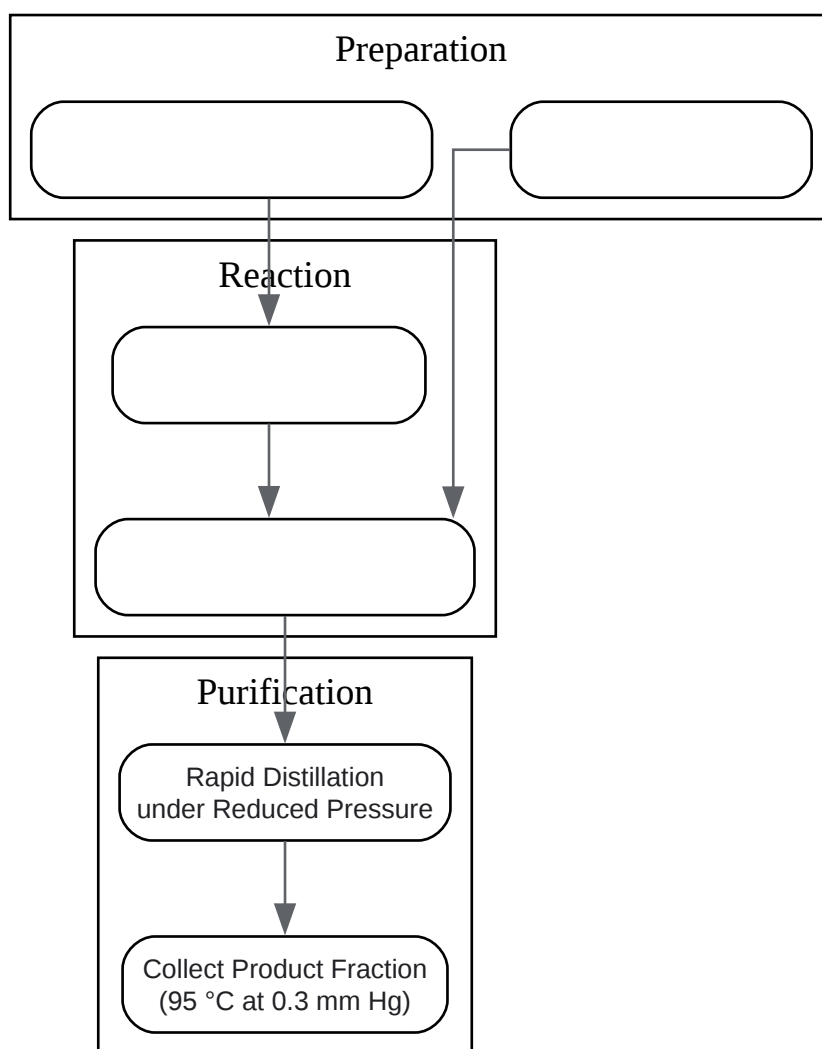 Preparation
Reaction
Purification
Rapid Distillation
under Reduced Pressure
Collect Product Fraction
(95 °C at 0.3 mm Hg)